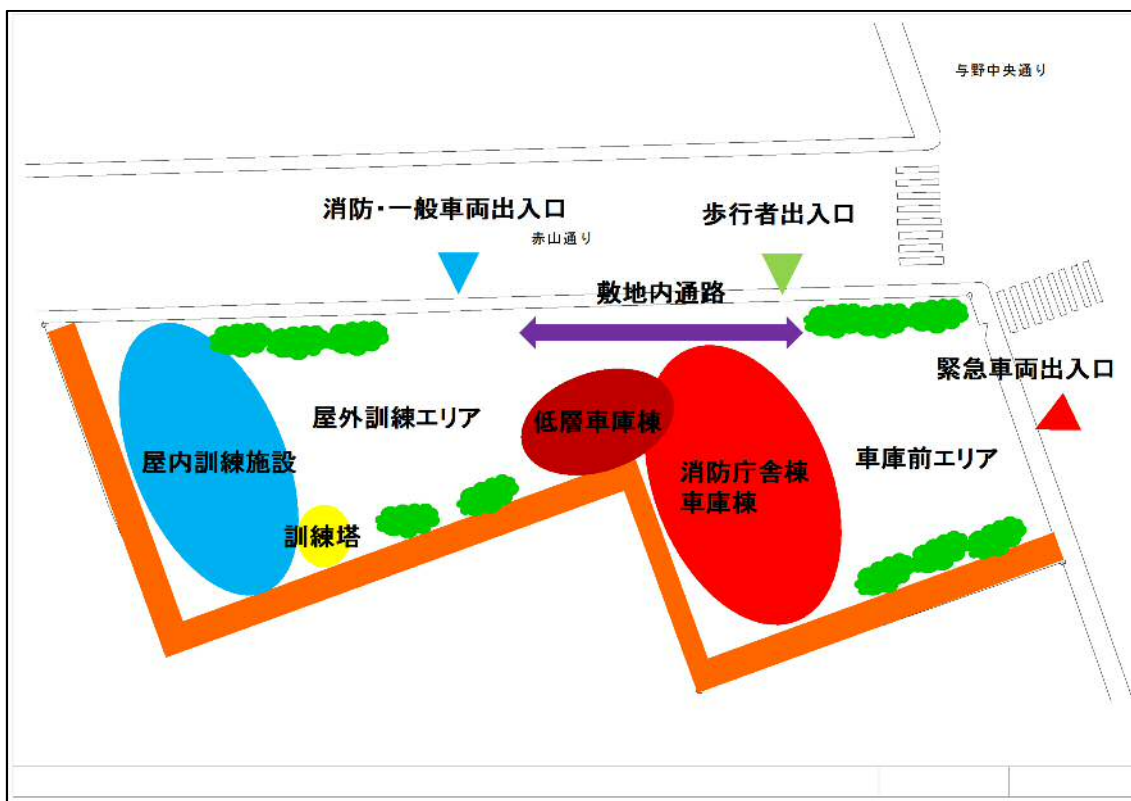 与野中央通り
消防・一般車両出入口
歩行者出入口
赤山通り
敷地内通路
緊急車両出入口
屋外訓練エリア
低層車庫棟
屋内訓練施設
消防庁舎棟
車庫棟
車庫前エリア
訓練塔